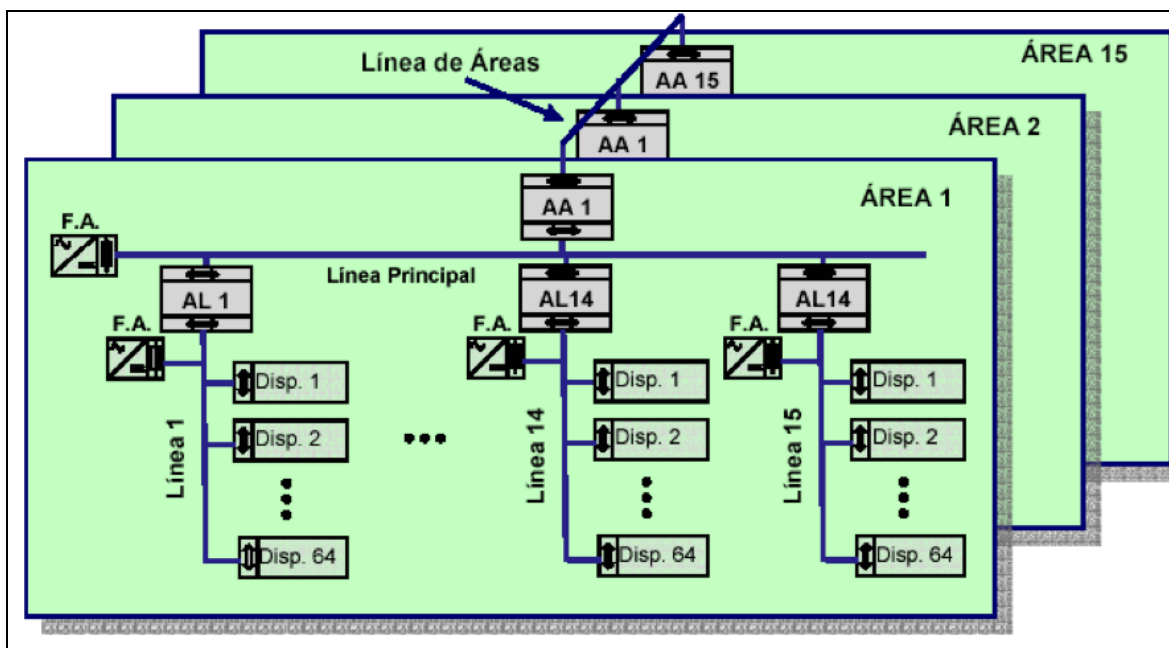 ÁREA 15
Línea de Áreas
AA 15
ÁREA 2
AA 1
ÁREA 1
AA 1
F.A.
Línea Principal
AL 1
AL14
AL14
F.A.
F.A.
F.A.
Disp. 1
Disp. 1
Disp. 1
Disp. 2
Disp. 2
Disp. 2
Línea 1
Línea 14
Línea 15
Disp. 64
Disp. 64
Disp. 64